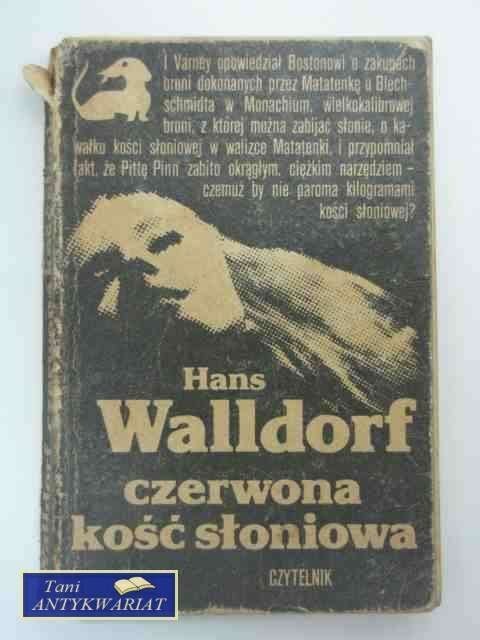 I Varney opowiedział Bostonowi o zakupach
broni dokonanych przez Matatenkę u Blech-
schmidta w Monachium, wielkokalibrowej
broni, z której można zabijać słonie, o ka-
wałku kości słoniowej w walizce Matatenki, i przypomniał
fakt, że Pittę Pinn zabito okrągłym, ciężkim narzędziem –
czemuż by nie paroma kilogramami
kości słoniowej?
Hans
Walldorf
czerwona
kość słoniowa
CZYTELNIK
Tani
ANTYKWARIAT